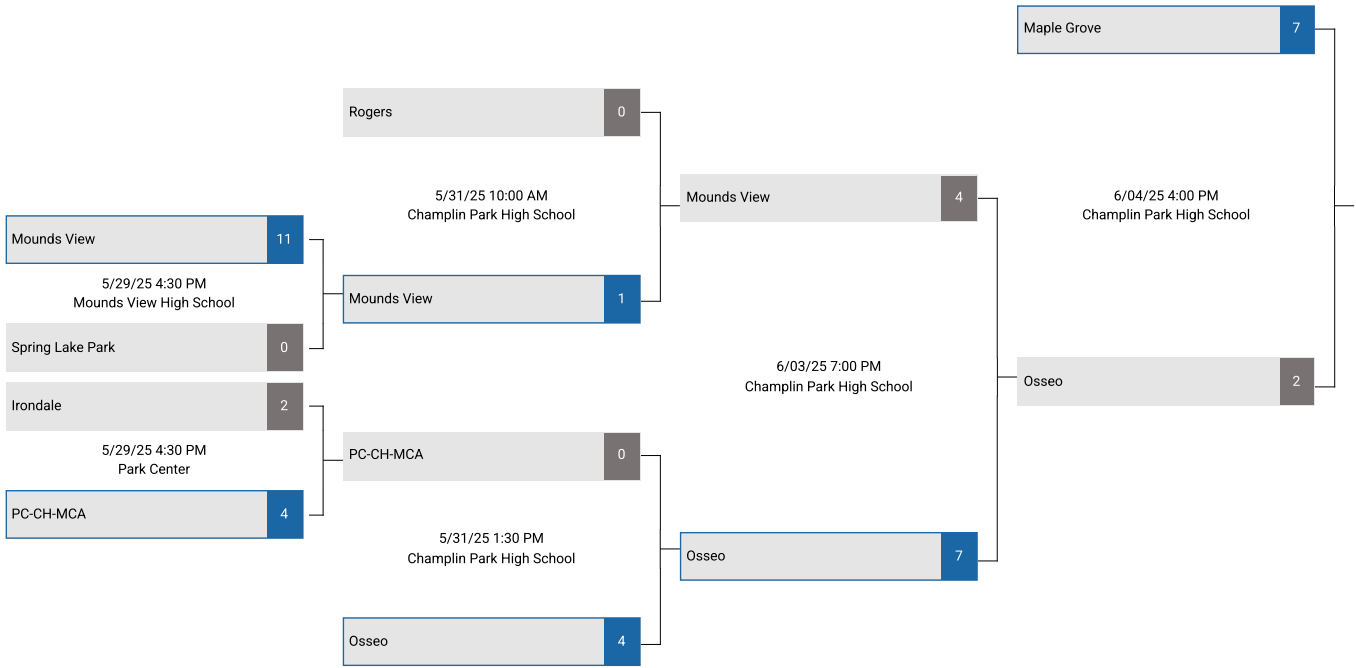 Mounds View 11
5/29/25 4:30 PM
Mounds View High School
Spring Lake Park 0
Irondale 2
5/29/25 4:30 PM
Park Center
PC-CH-MCA 4
Rogers 0
5/31/25 10:00 AM
Champlin Park High School
Mounds View 1
PC-CH-MCA 0
5/31/25 1:30 PM
Champlin Park High School
Osseo 4
Mounds View 4
6/03/25 7:00 PM
Champlin Park High School
Osseo 7
Maple Grove 7
6/04/25 4:00 PM
Champlin Park High School
Osseo 2